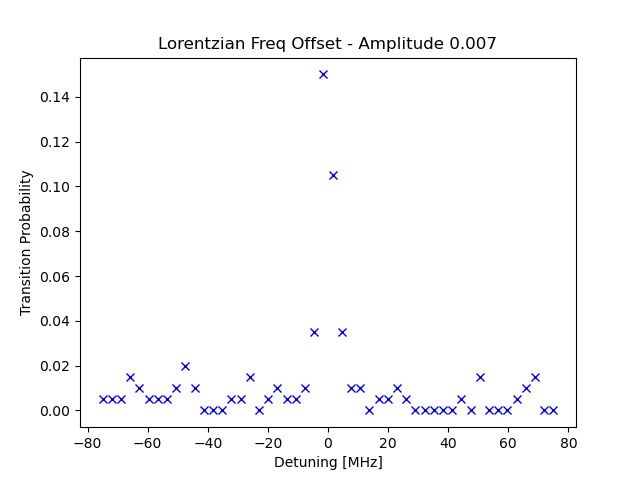 Lorentzian Freq Offset - Amplitude 0.007
Transition Probability
0.14
0.12
0.10
0.08
0.06
0.04
0.02
0.00
−80 −60 −40 −20 0 20 40 60 80
Detuning [MHz]